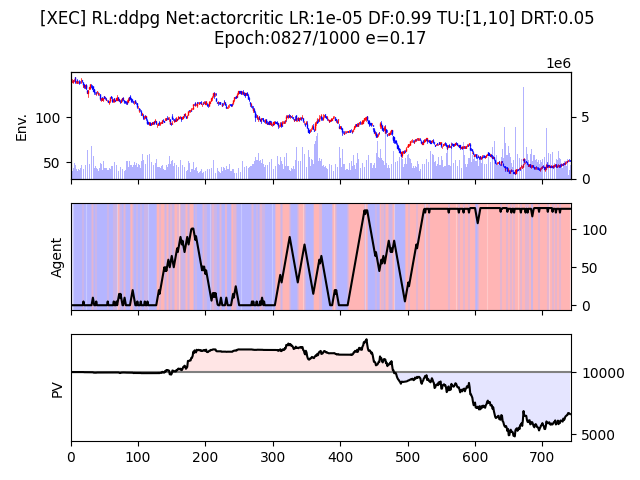 [XEC] RL:ddpg Net:actorcritic LR:1e-05 DF:0.99 TU:[1,10] DRT:0.05
Epoch:0827/1000 e=0.17
1e6
Env.
100
50
5
0
Agent
100
50
0
PV
10000
5000
0 100 200 300 400 500 600 700